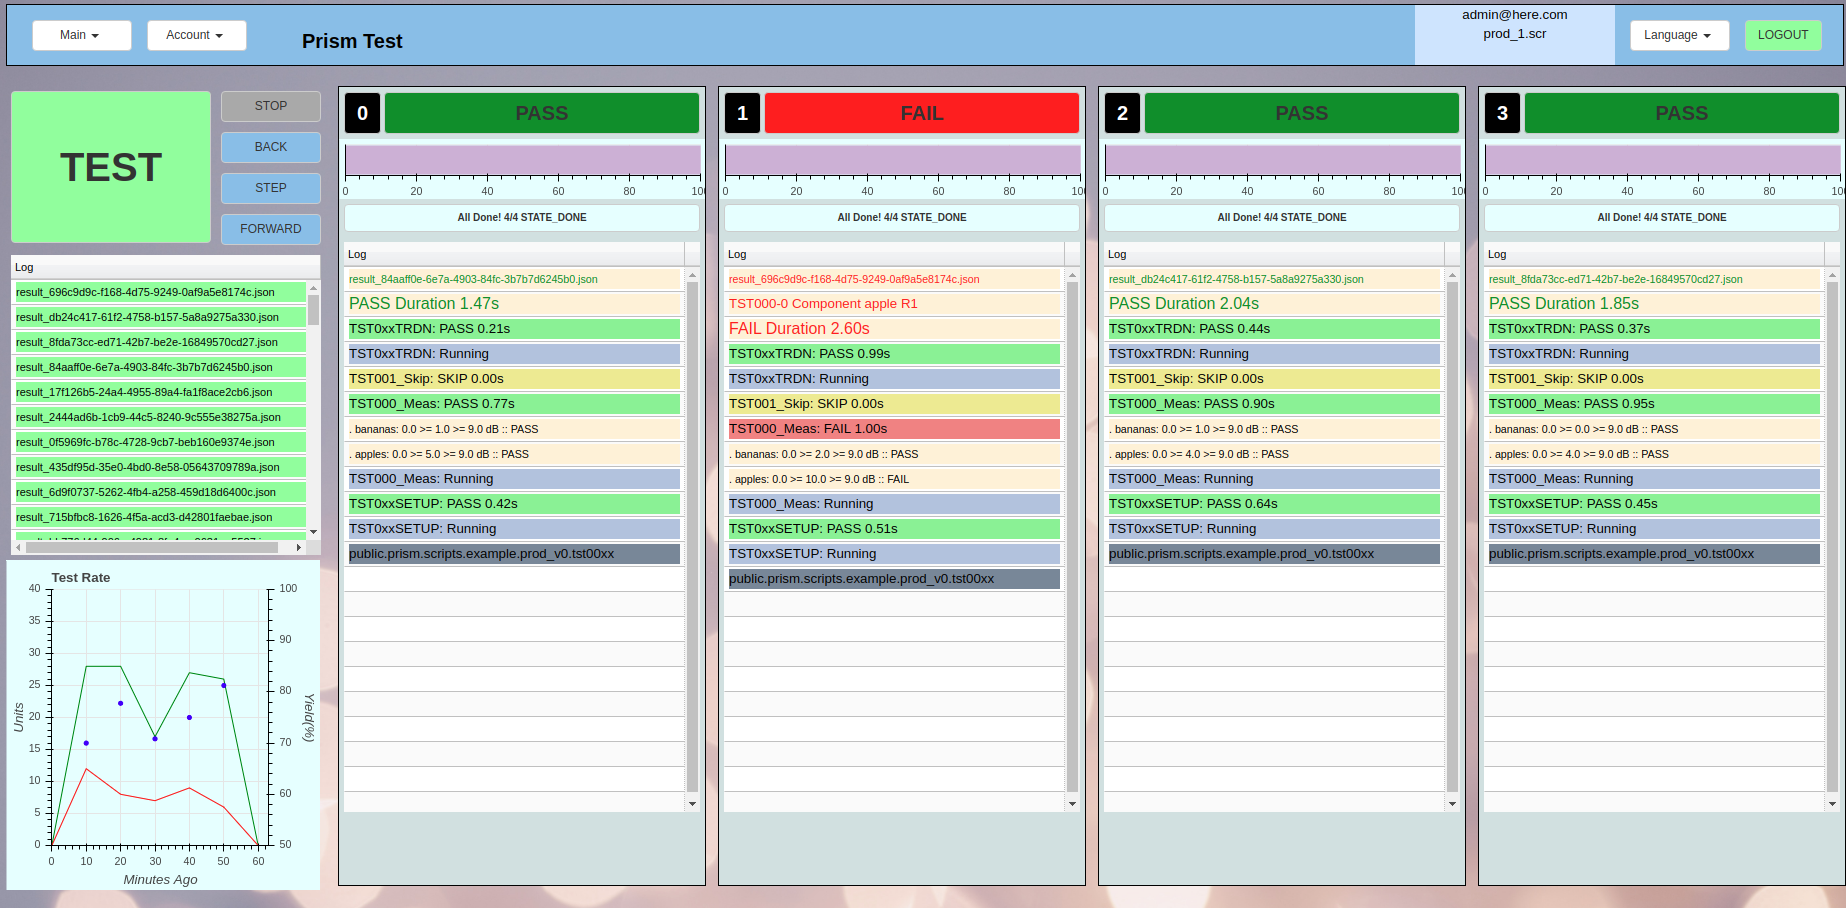 Main
Account
Prism Test
admin@here.com
prod_1.scr
Language
LOGOUT
TEST
STOP
BACK
STEP
FORWARD
Log
result_696c9d9c-f168-4d75-9249-0af9a5e8174c.json
result_db24c417-61f2-4758-b157-5a8a9275a330.json
result_8fda73cc-ed71-42b7-be2e-16849570cd27.json
result_84aaff0e-6e7a-4903-84fc-3b7b7d6245b0.json
result_17f126b5-24a4-4955-89a4-fa1f8ace2cb6.json
result_2444ad6b-1cb9-44c5-8240-9c555e38275a.json
result_0f5969fc-b78c-4728-9cb7-beb160e9374e.json
result_435df95d-35e0-4bd0-8e58-05643709789a.json
result_6d9f0737-5262-4fb4-a258-459d18d6400c.json
result_715bfbc8-1626-4f5a-acd3-d42801faebae.json
Test Rate
40
35
30
25
20
15
10
5
0
Units
100
90
80
70
60
50
Yield(%)
0 10 20 30 40 50 60
Minutes Ago
0 PASS
0 20 40 60 80 100
All Done! 4/4 STATE_DONE
Log
result_84aaff0e-6e7a-4903-84fc-3b7b7d6245b0.json
PASS Duration 1.47s
TST0xxTRDN: PASS 0.21s
TST0xxTRDN: Running
TST001_Skip: SKIP 0.00s
TST000_Meas: PASS 0.77s
. bananas: 0.0 >= 1.0 >= 9.0 dB :: PASS
. apples: 0.0 >= 5.0 >= 9.0 dB :: PASS
TST000_Meas: Running
TST0xxSETUP: PASS 0.42s
TST0xxSETUP: Running
public.prism.scripts.example.prod_v0.tst00xx
1 FAIL
0 20 40 60 80 100
All Done! 4/4 STATE_DONE
Log
result_696c9d9c-f168-4d75-9249-0af9a5e8174c.json
TST000-0 Component apple R1
FAIL Duration 2.60s
TST0xxTRDN: PASS 0.99s
TST0xxTRDN: Running
TST001_Skip: SKIP 0.00s
TST000_Meas: FAIL 1.00s
. bananas: 0.0 >= 2.0 >= 9.0 dB :: PASS
. apples: 0.0 >= 10.0 >= 9.0 dB :: FAIL
TST000_Meas: Running
TST0xxSETUP: PASS 0.51s
TST0xxSETUP: Running
public.prism.scripts.example.prod_v0.tst00xx
2 PASS
0 20 40 60 80 100
All Done! 4/4 STATE_DONE
Log
result_db24c417-61f2-4758-b157-5a8a9275a330.json
PASS Duration 2.04s
TST0xxTRDN: PASS 0.44s
TST0xxTRDN: Running
TST001_Skip: SKIP 0.00s
TST000_Meas: PASS 0.90s
. bananas: 0.0 >= 1.0 >= 9.0 dB :: PASS
. apples: 0.0 >= 4.0 >= 9.0 dB :: PASS
TST000_Meas: Running
TST0xxSETUP: PASS 0.64s
TST0xxSETUP: Running
public.prism.scripts.example.prod_v0.tst00xx
3 PASS
0 20 40 60 80 100
All Done! 4/4 STATE_DONE
Log
result_8fda73cc-ed71-42b7-be2e-16849570cd27.json
PASS Duration 1.85s
TST0xxTRDN: PASS 0.37s
TST0xxTRDN: Running
TST001_Skip: SKIP 0.00s
TST000_Meas: PASS 0.95s
. bananas: 0.0 >= 0.0 >= 9.0 dB :: PASS
. apples: 0.0 >= 4.0 >= 9.0 dB :: PASS
TST000_Meas: Running
TST0xxSETUP: PASS 0.45s
TST0xxSETUP: Running
public.prism.scripts.example.prod_v0.tst00xx